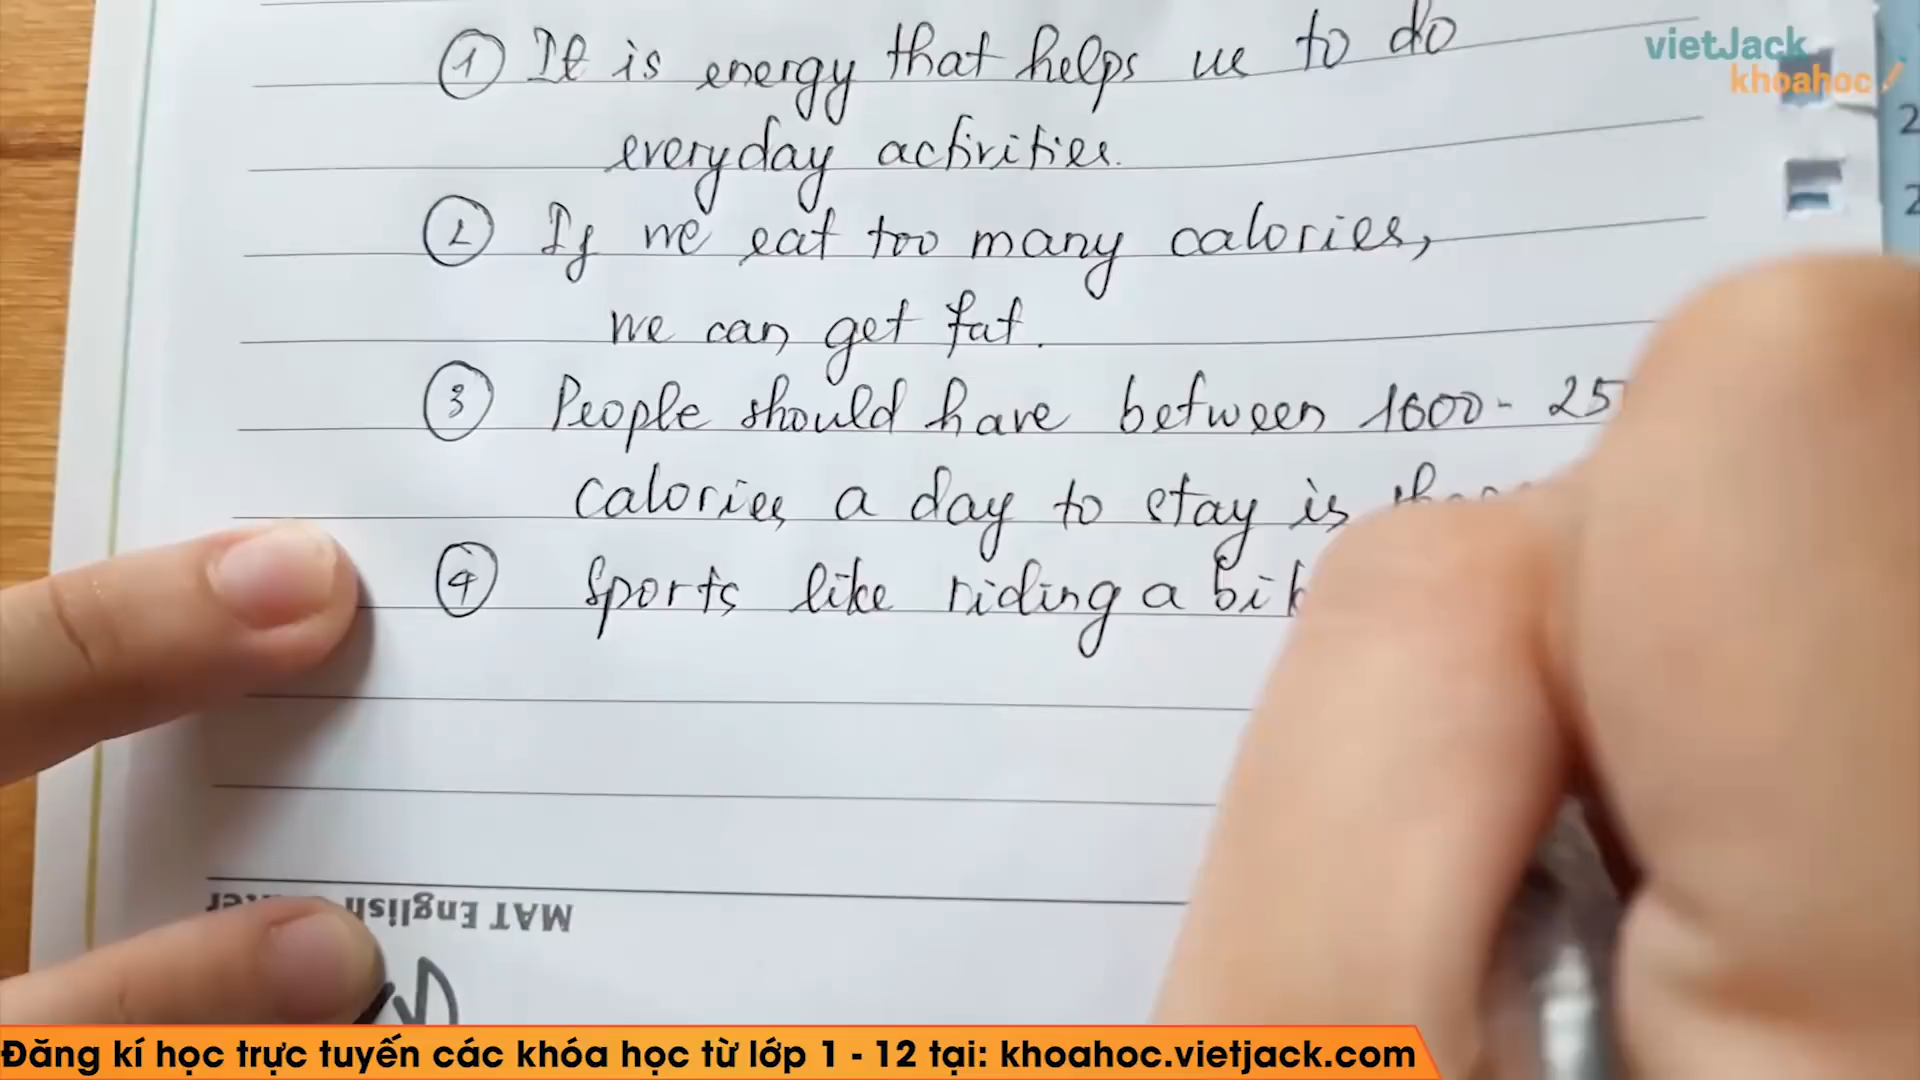 ① It is energy that helps us to do
everyday activities.
② If we eat too many calories,
we can get fat.
③ People should have between 1600 - 25
calories a day to stay is
④ Sports like riding a bik
MAT English
vietJack
khoahoc
2
2
Đăng kí học trực tuyến các khóa học từ lớp 1 - 12 tại: khoahoc.vietjack.com